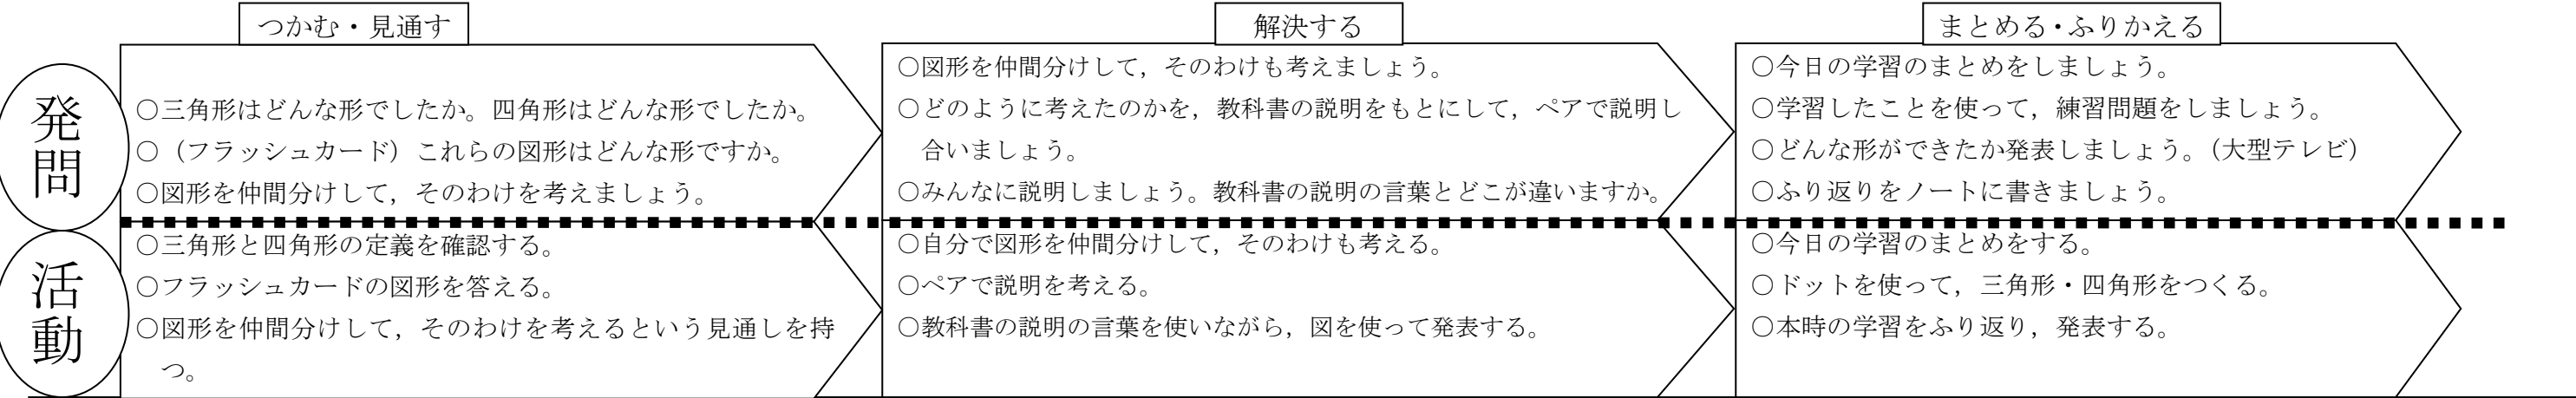 つかむ・見通す
解決する
まとめる・ふりかえる
発問
〇三角形はどんな形でしたか。四角形はどんな形でしたか。
〇（フラッシュカード）これらの図形はどんな形ですか。
〇図形を仲間分けして，そのわけを考えましょう。
〇図形を仲間分けして，そのわけも考えましょう。
〇どのように考えたのかを，教科書の説明をもとにして，ペアで説明し
合いましょう。
〇みんなに説明しましょう。教科書の説明の言葉とどこが違いますか。
〇今日の学習のまとめをしましょう。
〇学習したことを使って，練習問題をしましょう。
〇どんな形ができたか発表しましょう。（大型テレビ）
〇ふり返りをノートに書きましょう。
活動
〇三角形と四角形の定義を確認する。
〇フラッシュカードの図形を答える。
〇図形を仲間分けして，そのわけを考えるという見通しを持
つ。
〇自分で図形を仲間分けして，そのわけも考える。
〇ペアで説明を考える。
〇教科書の説明の言葉を使いながら，図を使って発表する。
〇今日の学習のまとめをする。
〇ドットを使って，三角形・四角形をつくる。
〇本時の学習をふり返り，発表する。